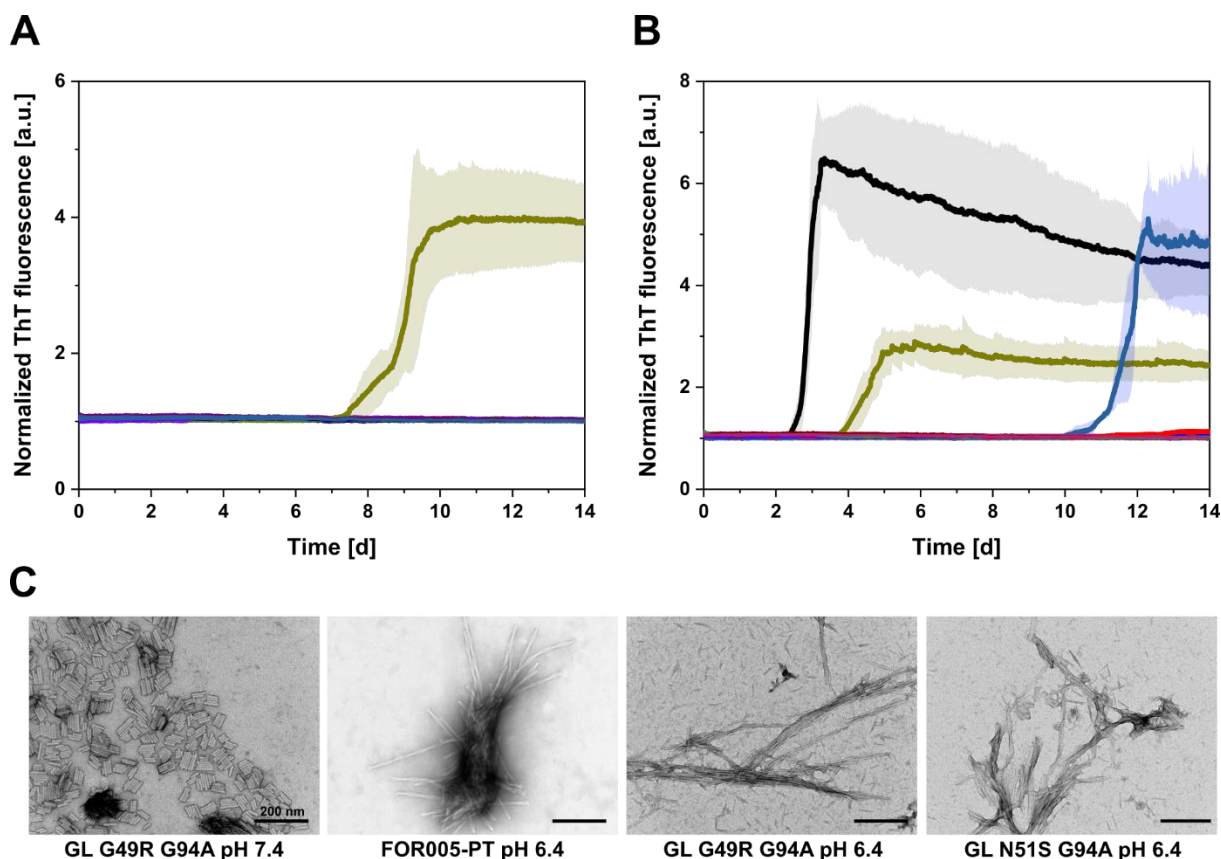 A
B
Normalized ThT fluorescence [a.u.]
6
4
2
0
0 2 4 6 8 10 12 14
Time [d]
Normalized ThT fluorescence [a.u.]
8
6
4
2
0
0 2 4 6 8 10 12 14
Time [d]
C
200 nm
GL G49R G94A pH 7.4
FOR005-PT pH 6.4
GL G49R G94A pH 6.4
GL N51S G94A pH 6.4